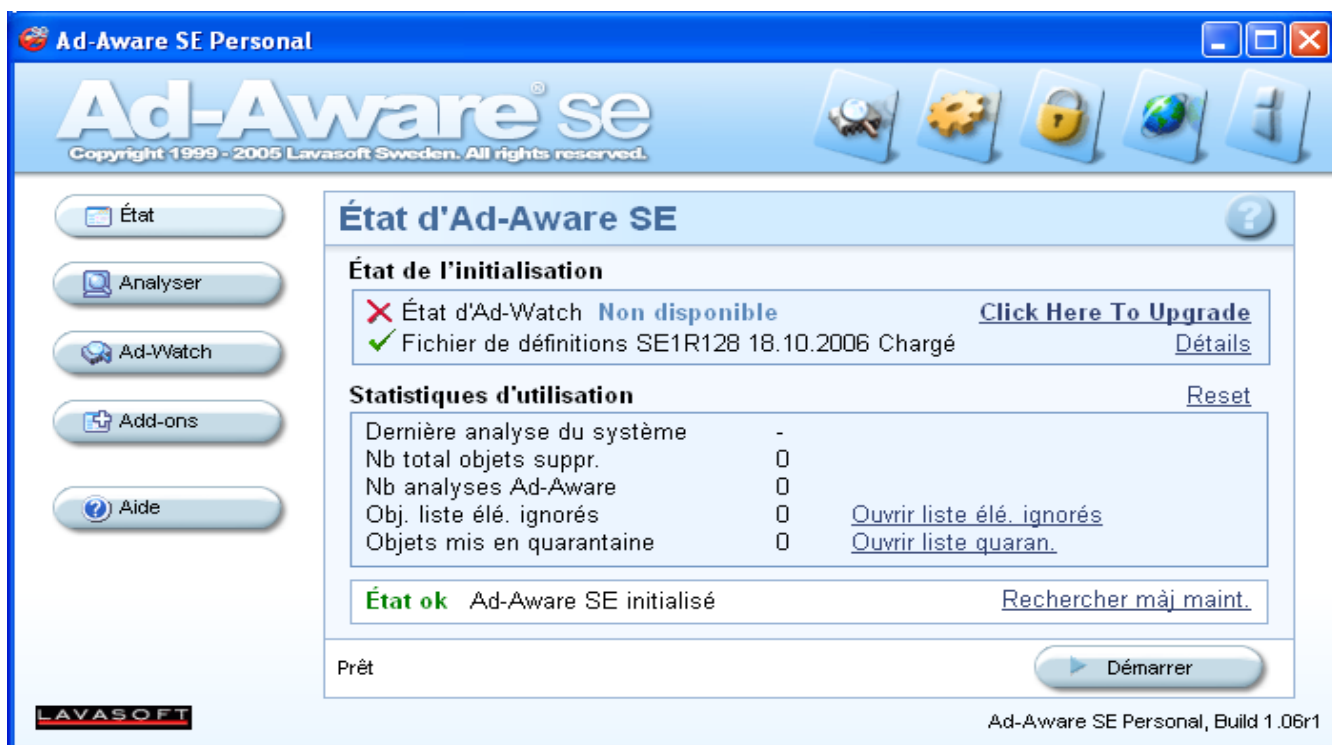 Ad-Aware SE Personal
Ad-Aware® se
Copyright 1999 - 2005 Lavasoft Sweden. All rights reserved.
État
Analyser
Ad-Watch
Add-ons
Aide
État d'Ad-Aware SE
État de l'initialisation
État d'Ad-Watch Non disponible Click Here To Upgrade
Fichier de définitions SE1R128 18.10.2006 Chargé Détails
Statistiques d'utilisation Reset
Dernière analyse du système -
Nb total objets suppr. 0
Nb analyses Ad-Aware 0
Obj. liste élé. ignorés 0 Ouvrir liste élé. ignorés
Objets mis en quarantaine 0 Ouvrir liste quaran.
État ok Ad-Aware SE initialisé Rechercher màj maint.
Prêt Démarrer
LAVASOFT
Ad-Aware SE Personal, Build 1.06r1